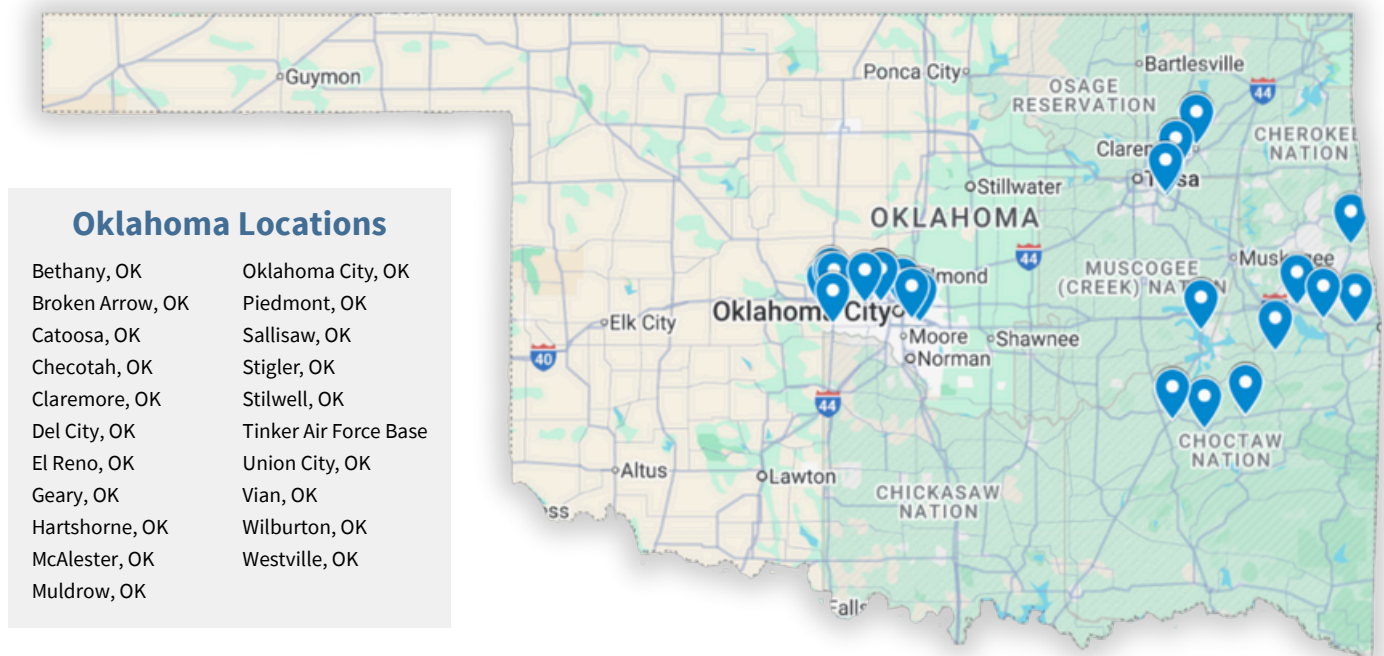 Oklahoma Locations
Bethany, OK
Broken Arrow, OK
Catoosa, OK
Checotah, OK
Claremore, OK
Del City, OK
El Reno, OK
Geary, OK
Hartshorne, OK
McAlester, OK
Muldrow, OK
Oklahoma City, OK
Piedmont, OK
Sallisaw, OK
Stigler, OK
Stilwell, OK
Tinker Air Force Base
Union City, OK
Vian, OK
Wilburton, OK
Westville, OK
Guymon
Ponca City
Bartlesville
OSAGE
RESERVATION
44
CHEROKEE
NATION
Stillwater
OKLAHOMA
44
MUSCOGEE
(CREEK)
Oklahoma City
Elk City
Moore
Shawnee
Norman
40
44
CHOCTAW
NATION
Altus
Lawton
CHICKASAW
NATION
Falls